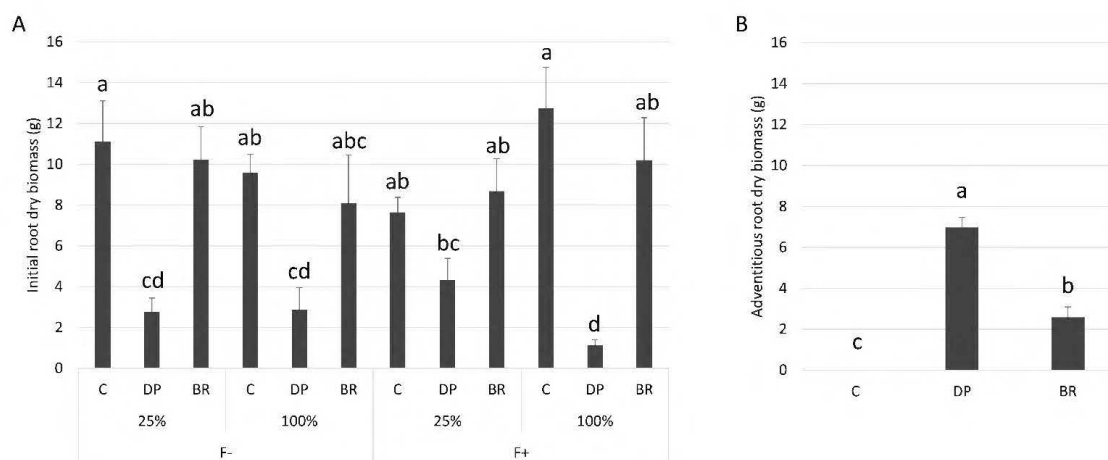 A
Initial root dry biomass (g)
16
14
12
10
8
6
4
2
0
a
cd
ab
ab
cd
abc
ab
bc
ab
a
d
ab
C DP BR C DP BR C DP BR C DP BR
25% 100% 25% 100%
F- F+
B
Adventitious root dry biomass (g)
16
14
12
10
8
6
4
2
0
c
a
b
C DP BR